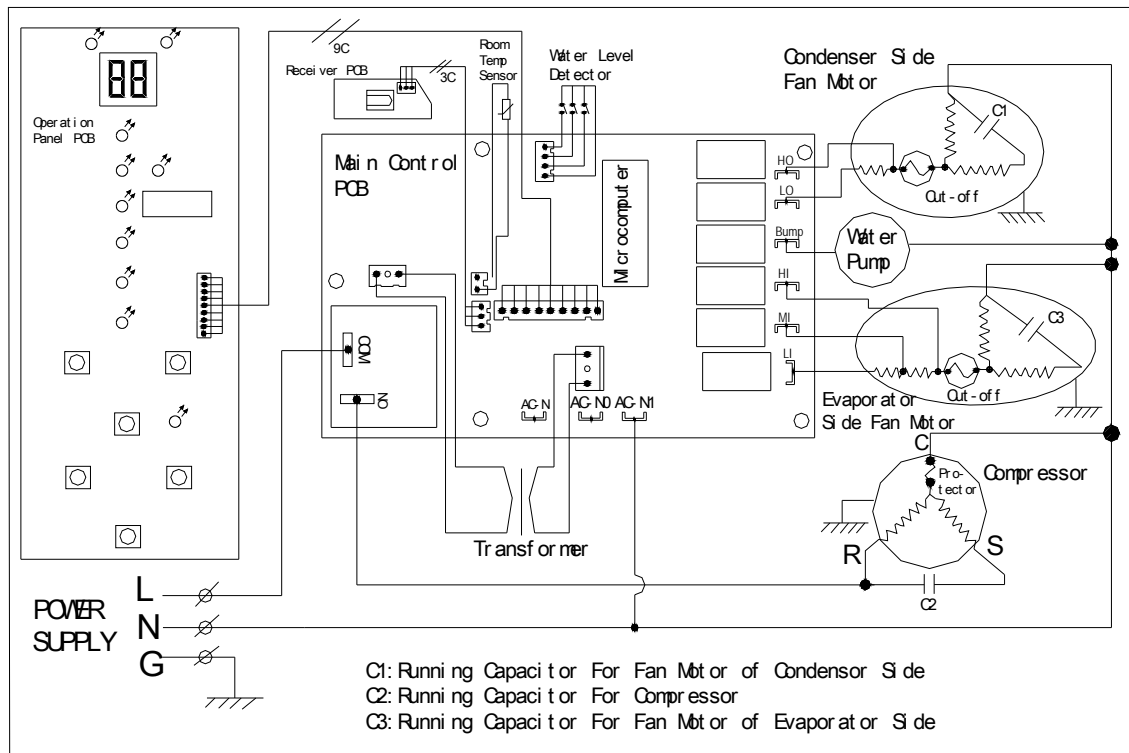 88
Operation
Panel PCB
9C
Receiver PCB
3C
Room
Temp
Sensor
Water Level
Detector
Condenser Side
Fan Motor
C1
Cut-off
Main Control
PCB
Microcomputer
HO
LO
Bump
HI
MI
LI
Water
Pump
C3
Cut-off
Evaporator
Side Fan Motor
COM
NO
AC-N
AC-N0
AC-N1
Transformer
C
Pro-
tector
Compressor
R
S
C2
POWER
SUPPLY
L
N
G
C1: Running Capacitor For Fan Motor of Condensor Side
C2: Running Capacitor For Compressor
C3: Running Capacitor For Fan Motor of Evaporator Side